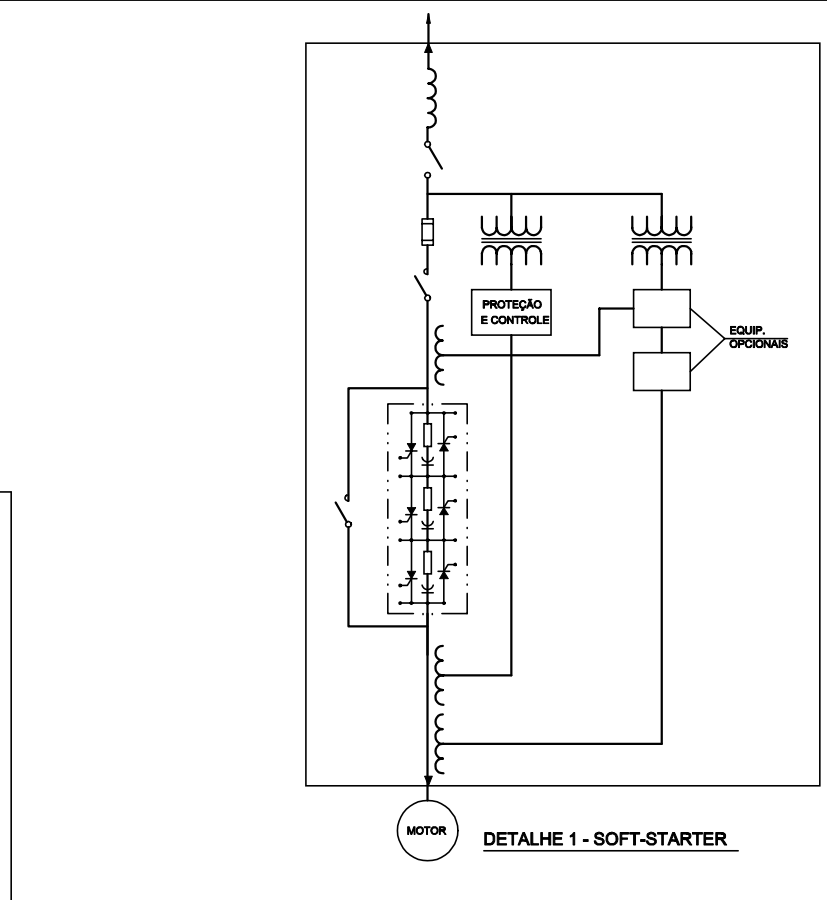 PROTEÇÃO
E CONTROLE
EQUIP.
OPCIONAIS
MOTOR
DETALHE 1 - SOFT-STARTER